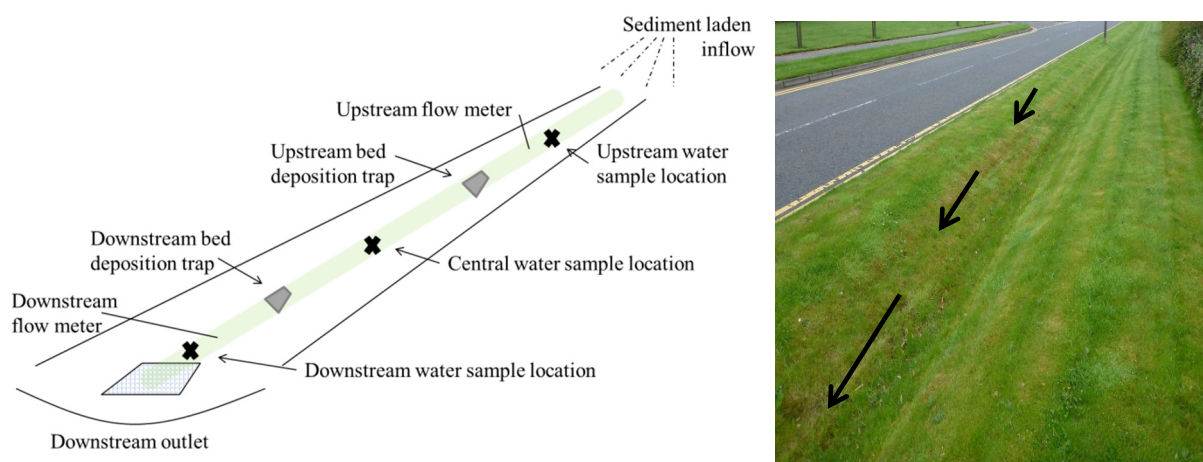 Sediment laden
inflow
Upstream flow meter
Upstream bed
deposition trap
Upstream water
sample location
Downstream bed
deposition trap
Central water sample location
Downstream
flow meter
Downstream water sample location
Downstream outlet